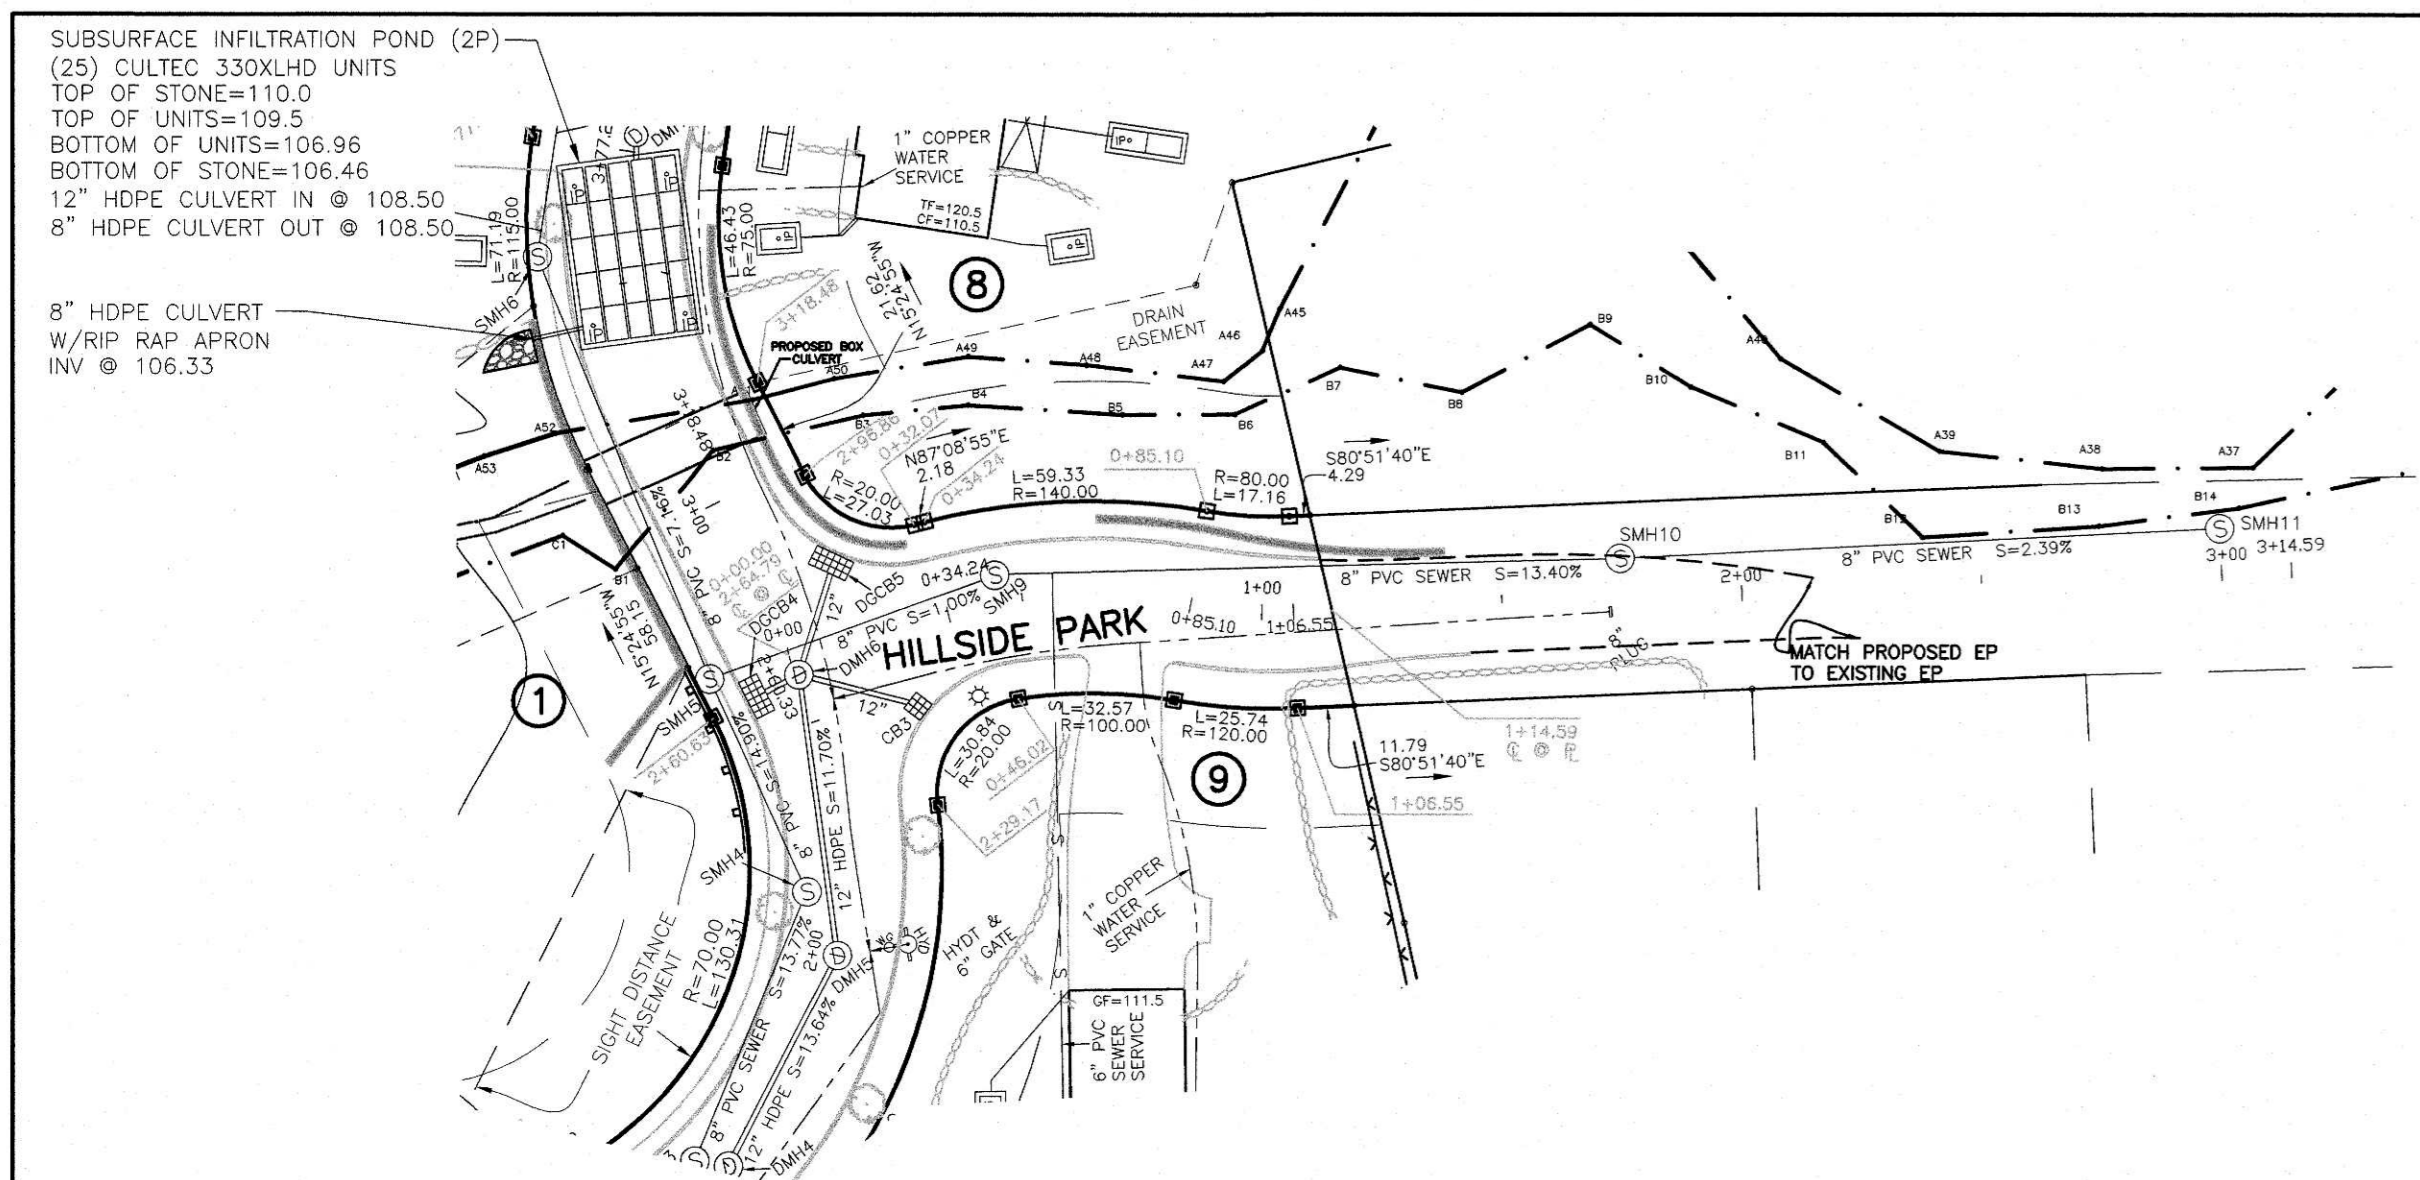 SUBSURFACE INFILTRATION POND (2P)
(25) CULTEC 330XLHD UNITS
TOP OF STONE=110.0
TOP OF UNITS=109.5
BOTTOM OF UNITS=106.96
BOTTOM OF STONE=106.46
12" HDPE CULVERT IN @ 108.50
8" HDPE CULVERT OUT @ 108.50
8" HDPE CULVERT
W/RIP RAP APRON
INV @ 106.33
L=71.19
R=115.00
SMH6
IP
IP
IP
IP
L=46.43
R=75.00
IP
1" COPPER
WATER
SERVICE
TF=120.5
CF=110.5
IP
IP
8
21.62
N15°24'55"W
3+18.48
DRAIN
EASEMENT
PROPOSED BOX
CULVERT
A50
A49
A48
A47
A46
A45
A40
A39
A38
A37
A52
A53
B1
B2
B3
B4
B5
B6
B7
B8
B9
B10
B11
B12
B13
B14
C1
3+18.48
3+00
8" PVC S=7.16%
2+96.86
0+32.07
N87°08'55"E
2.18
0+34.24
R=20.00
L=27.03
L=59.33
R=140.00
0+85.10
R=80.00
L=17.16
S80°51'40"E
4.29
0+00.00
2+64.79
DGCB4
0+00
DGCB5
12"
0+34.24
SMH9
8" PVC S=1.00%
HILLSIDE PARK
8" PVC SEWER S=13.40%
SMH10
8" PVC SEWER S=2.39%
SMH11
3+00 3+14.59
1+00
0+85.10
1+06.55
2+00
8"
PLUG
MATCH PROPOSED EP
TO EXISTING EP
N15°24'55"W
58.15
1
SMH5
2+60.63
DMH6
12"
CB3
8" PVC S=14.90%
12" HDPE S=11.70%
L=30.84
R=20.00
0+46.02
2+29.17
L=32.57
R=100.00
L=25.74
R=120.00
9
11.79
S80°51'40"E
1+14.59
1+06.55
SMH4
2+00
DMH5
HYD
HYDT &
6" GATE
1" COPPER
WATER
SERVICE
GF=111.5
6" PVC
SEWER
SERVICE
SIGHT DISTANCE
EASEMENT
R=70.00
L=130.31
8" PVC SEWER S=13.77%
12" HDPE S=13.64%
DMH4